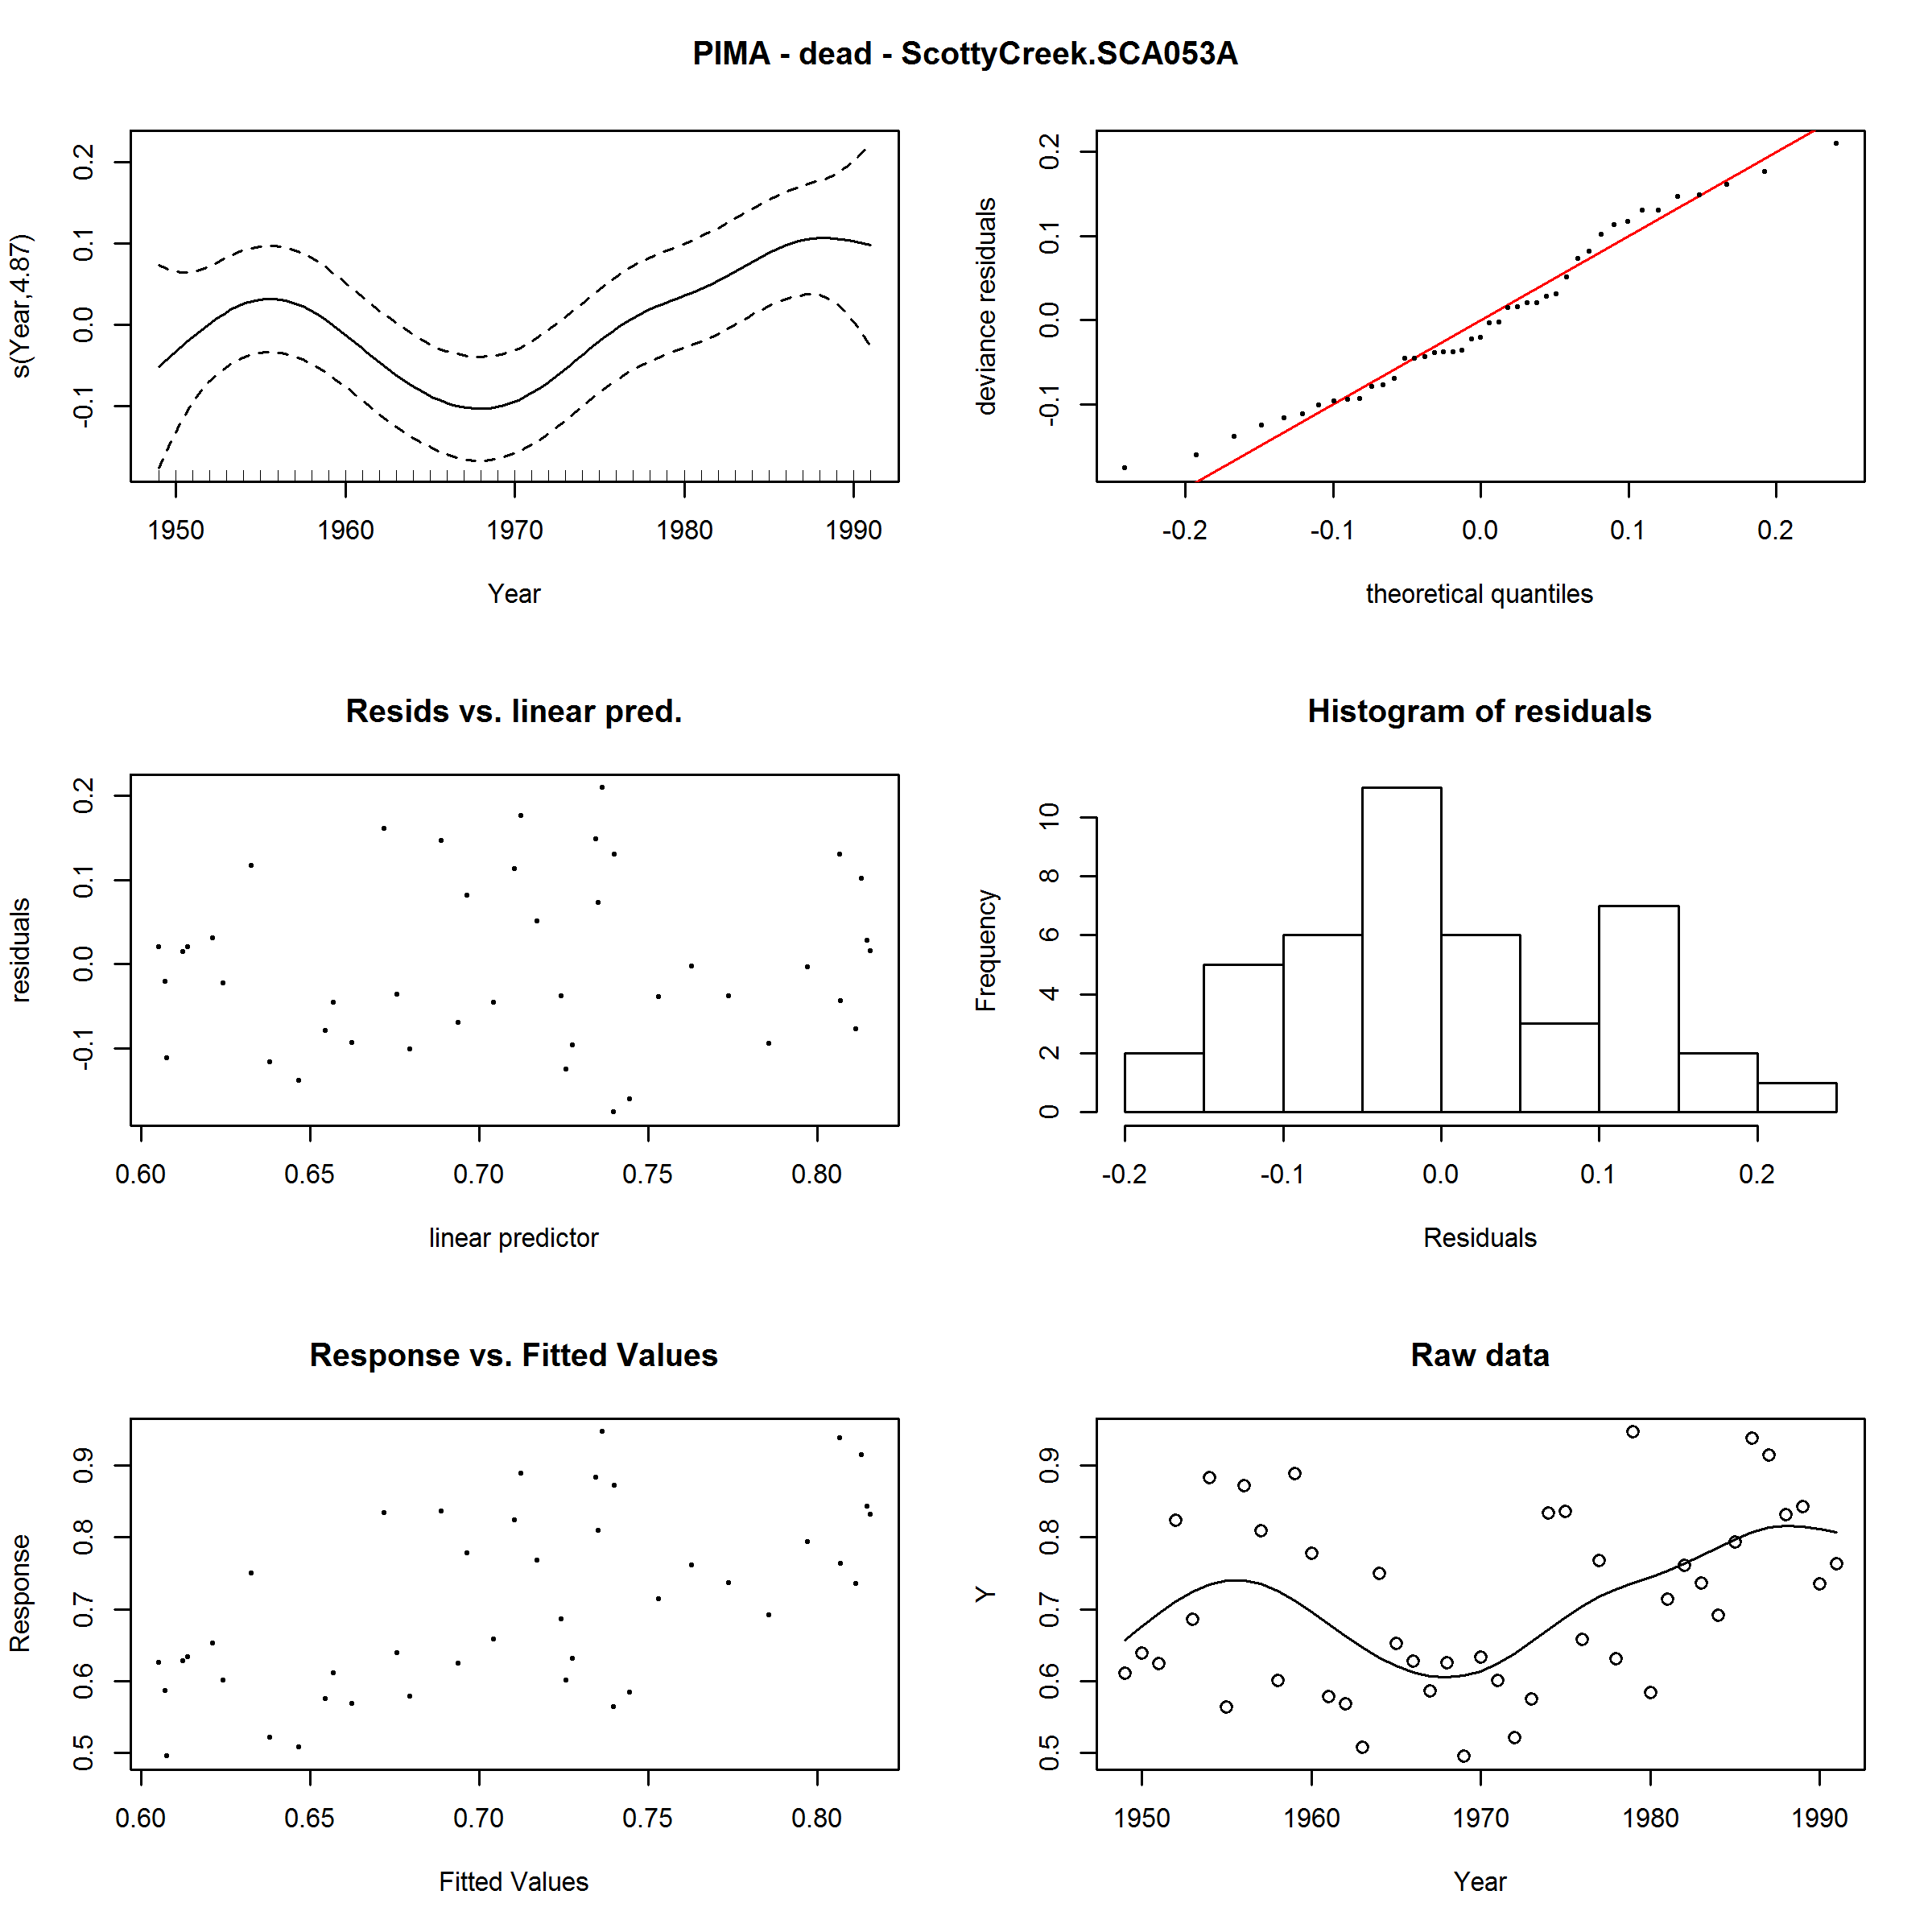 PIMA - dead - ScottyCreek.SCA053A
s(Year,4.87)
-0.1 0.0 0.1 0.2
1950 1960 1970 1980 1990
Year
deviance residuals
-0.1 0.0 0.1 0.2
-0.2 -0.1 0.0 0.1 0.2
theoretical quantiles
Resids vs. linear pred.
residuals
-0.1 0.0 0.1 0.2
0.60 0.65 0.70 0.75 0.80
linear predictor
Histogram of residuals
Frequency
0 2 4 6 8 10
-0.2 -0.1 0.0 0.1 0.2
Residuals
Response vs. Fitted Values
Response
0.5 0.6 0.7 0.8 0.9
0.60 0.65 0.70 0.75 0.80
Fitted Values
Raw data
Y
0.5 0.6 0.7 0.8 0.9
1950 1960 1970 1980 1990
Year